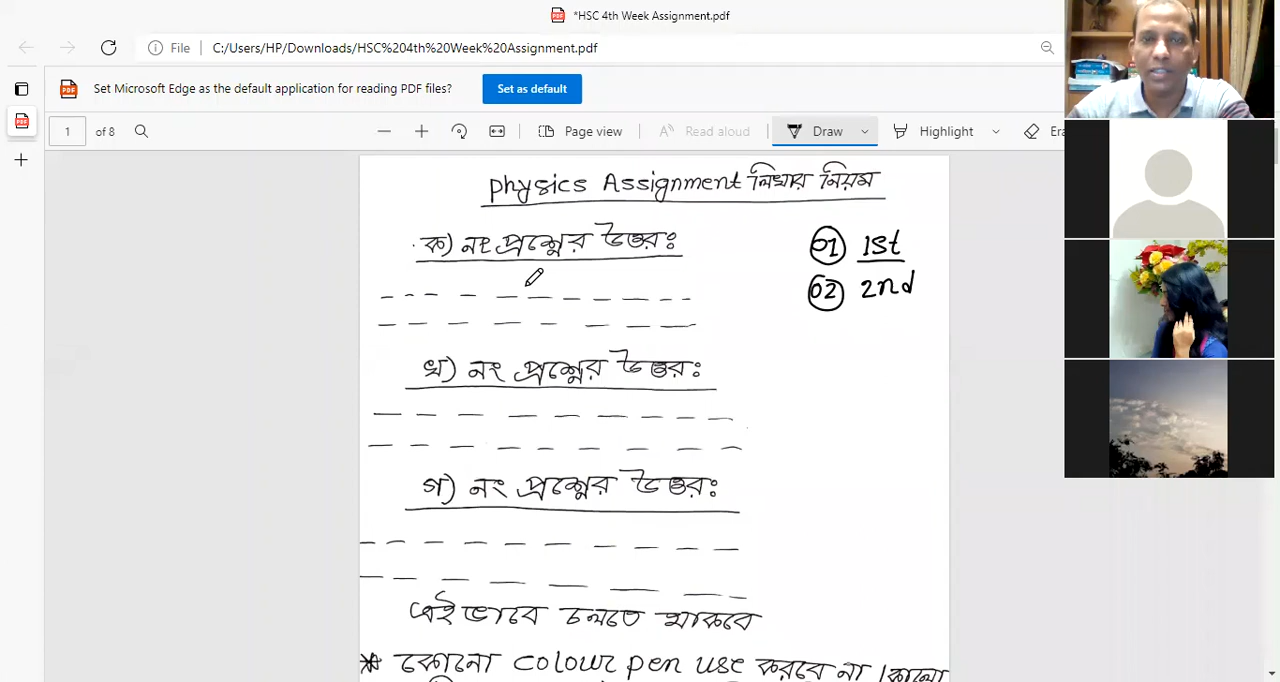 *HSC 4th Week Assignment.pdf
File C:/Users/HP/Downloads/HSC%204th%20Week%20Assignment.pdf
Set Microsoft Edge as the default application for reading PDF files? Set as default
1 of 8 Page view Read aloud Draw Highlight Era
Physics Assignment লিখার নিয়ম
ক) নং প্রশ্নের উত্তরঃ
01 1st
02 2nd
খ) নং প্রশ্নের উত্তরঃ
গ) নং প্রশ্নের উত্তরঃ
এইভাবে চলতে থাকবে
* কোনো colour pen use করবে না। কালো